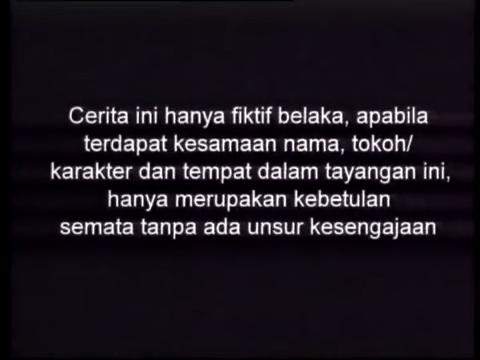 Cerita ini hanya fiktif belaka, apabila
terdapat kesamaan nama, tokoh/
karakter dan tempat dalam tayangan ini,
hanya merupakan kebetulan
semata tanpa ada unsur kesengajaan